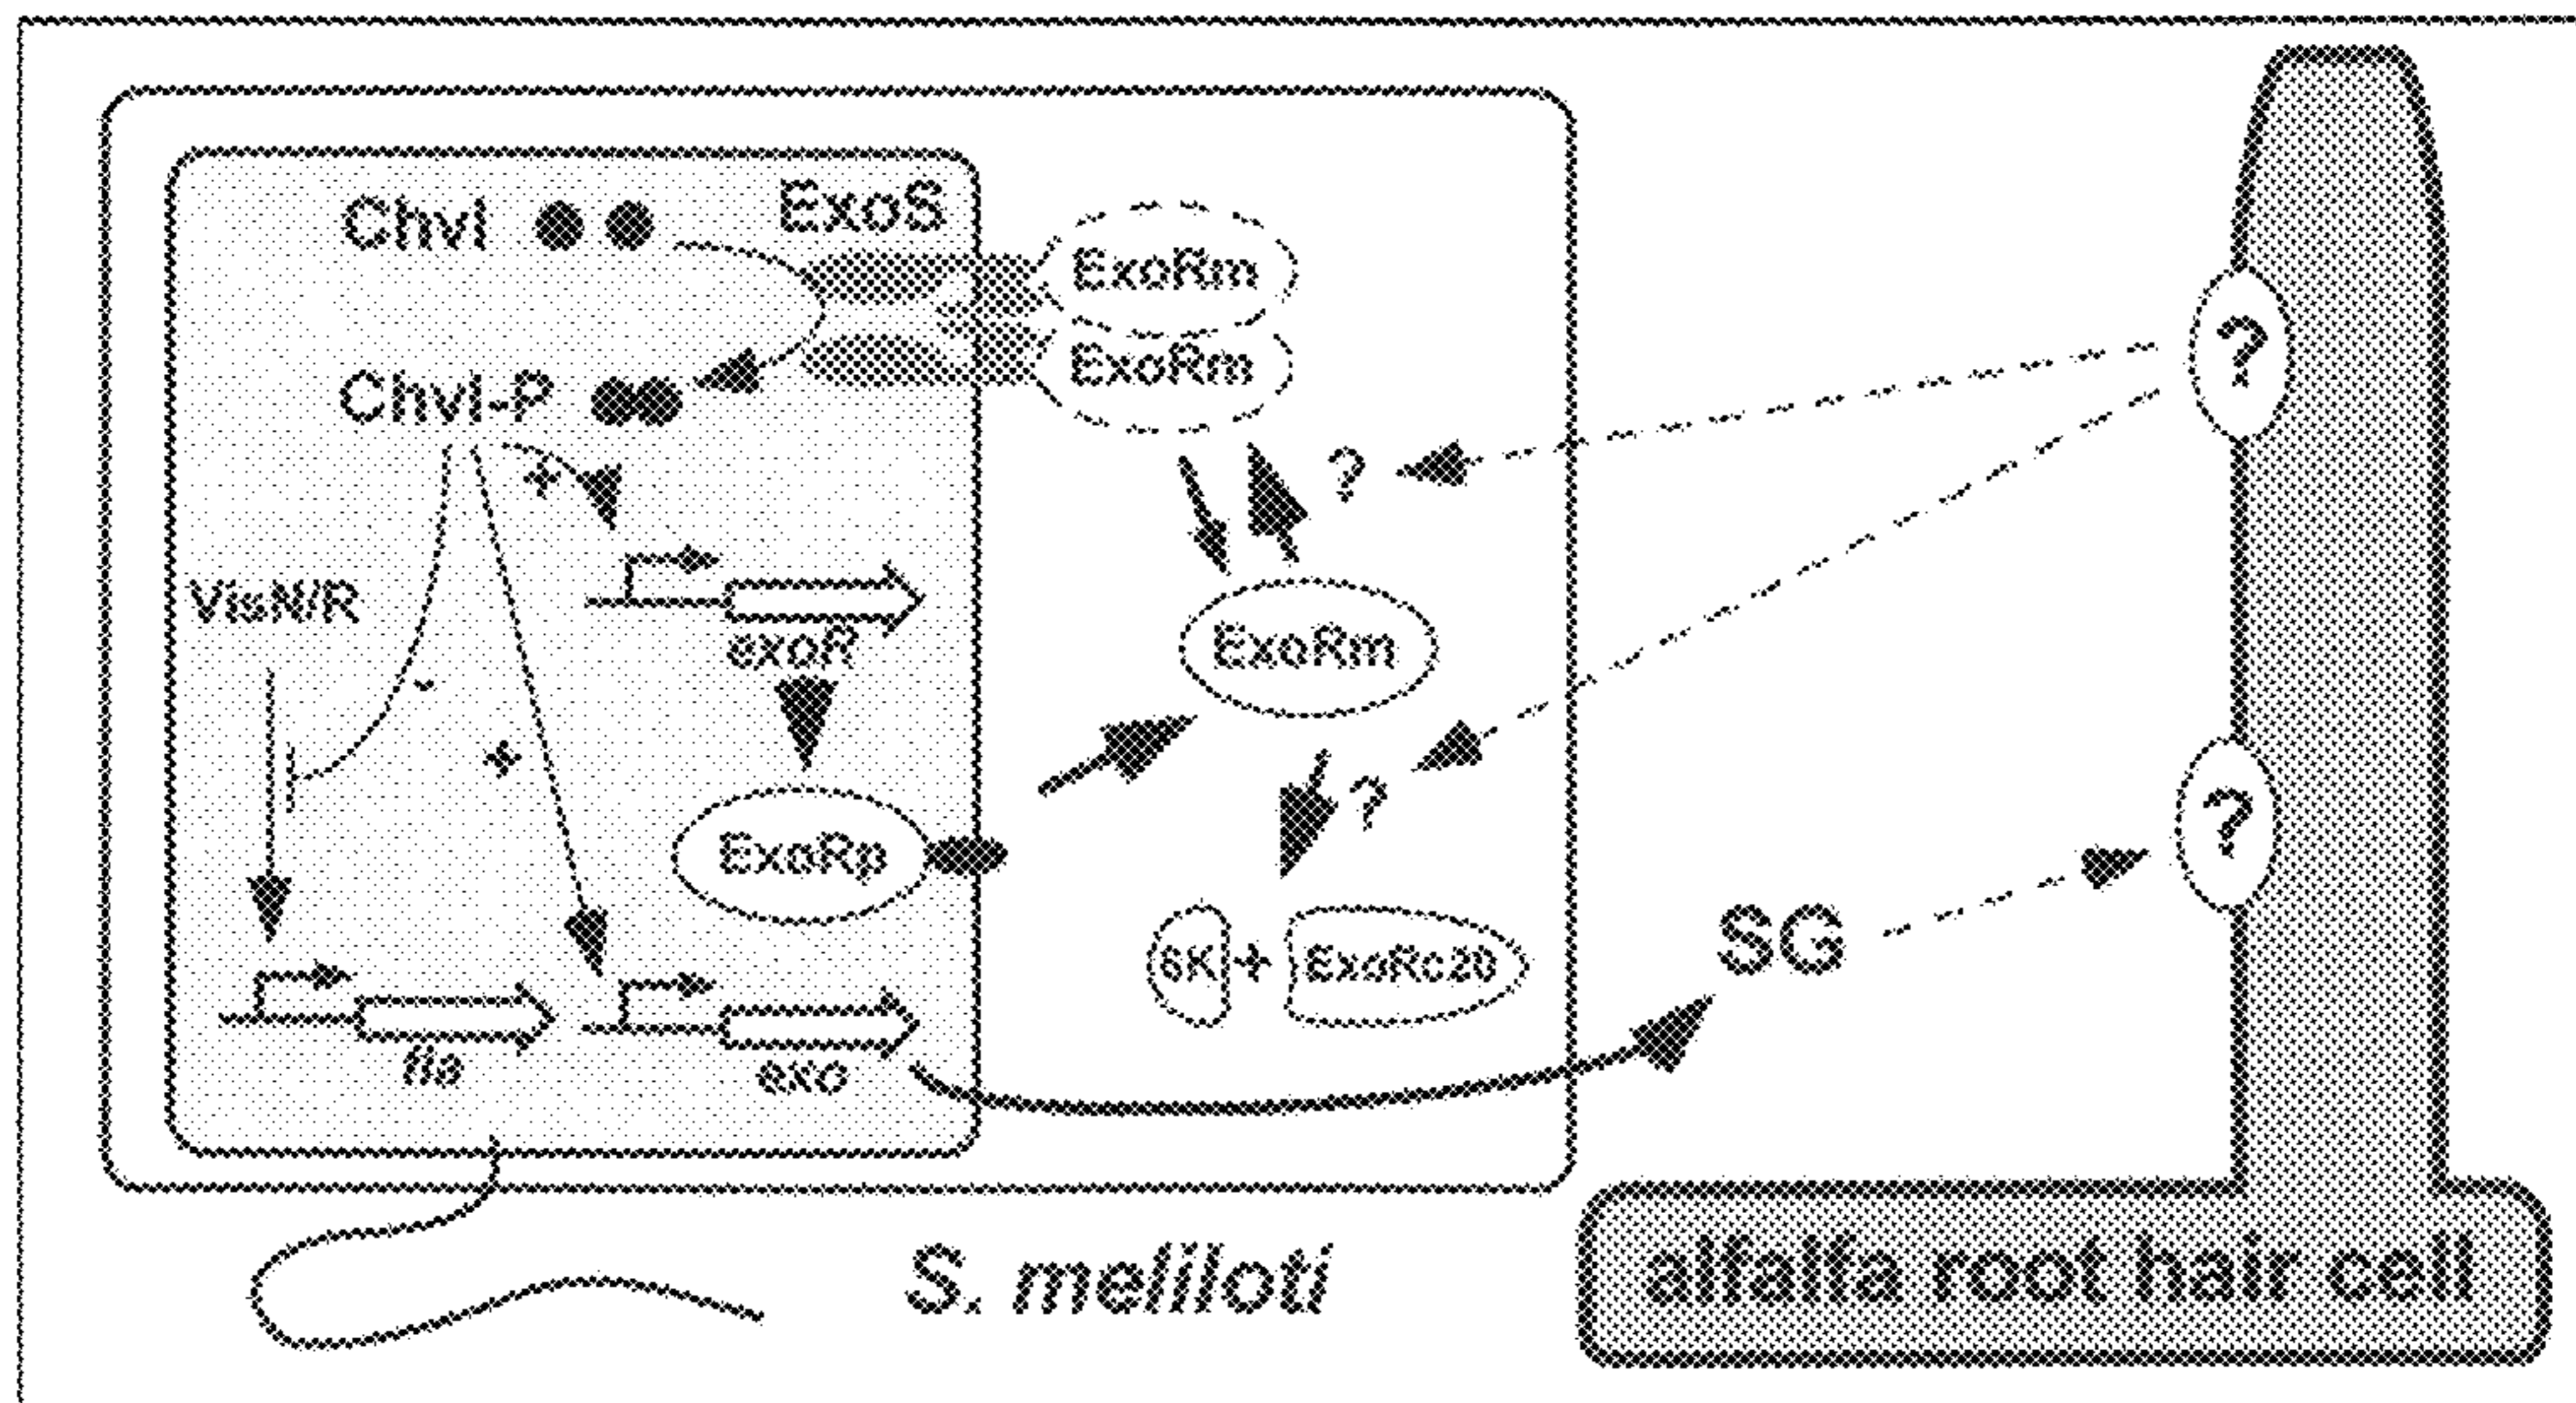 ChvI
ExoS
ExoRm
ExoRm
?
ChvI-P
+
?
VisN/R
exoR
ExoRm
-
+
?
?
ExoRp
6K + ExoRc20
SG
fla
exo
S. meliloti
alfalfa root hair cell